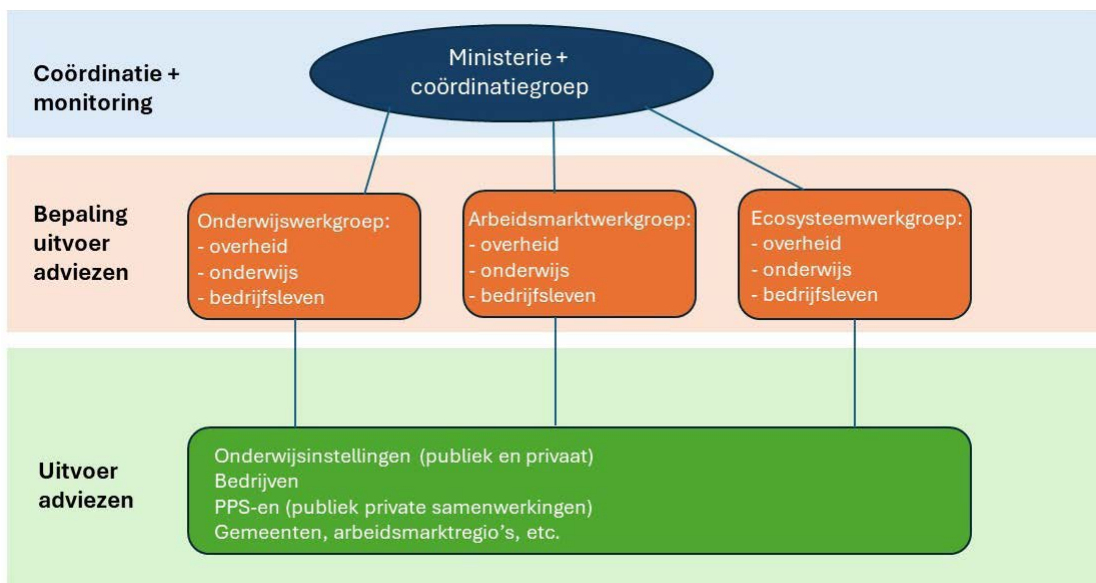 Coördinatie +
monitoring
Ministerie +
coördinatiegroep
Bepaling
uitvoer
adviezen
Onderwijswerkgroep:
- overheid
- onderwijs
- bedrijfsleven
Arbeidsmarktwerkgroep:
- overheid
- onderwijs
- bedrijfsleven
Ecosysteemwerkgroep:
- overheid
- onderwijs
- bedrijfsleven
Uitvoer
adviezen
Onderwijsinstellingen (publiek en privaat)
Bedrijven
PPS-en (publiek private samenwerkingen)
Gemeenten, arbeidsmarktregio's, etc.